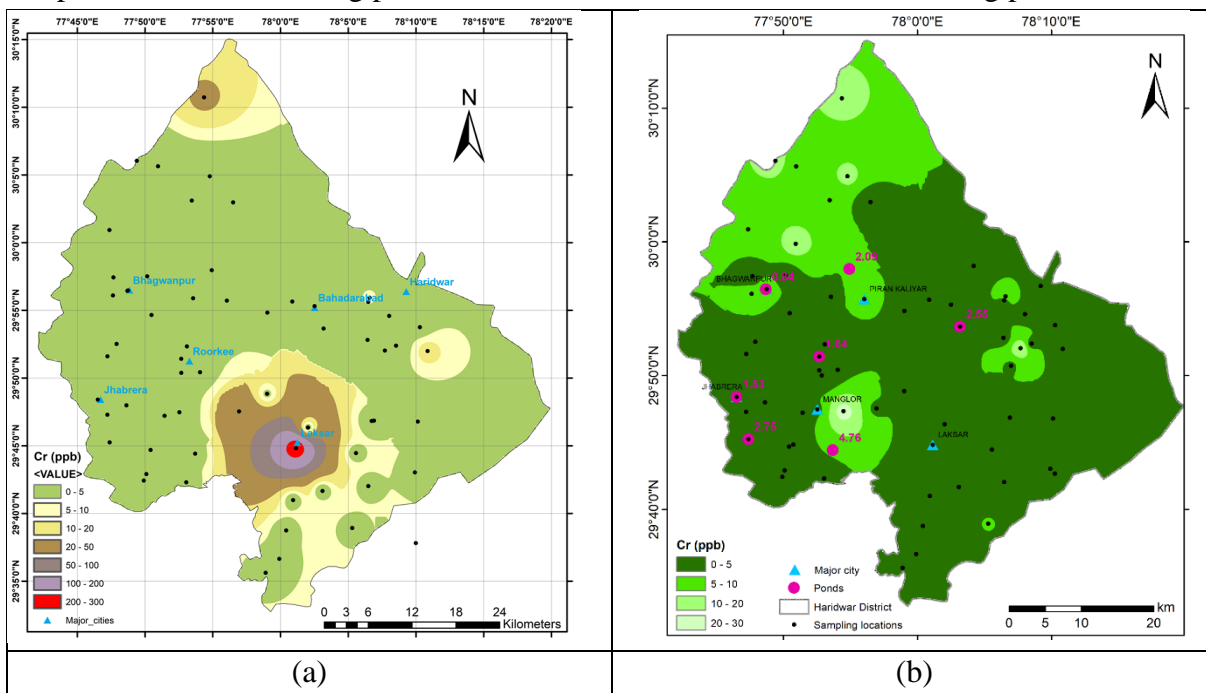 77°45'0"E 77°50'0"E 77°55'0"E 78°0'0"E 78°5'0"E 78°10'0"E 78°15'0"E 78°20'0"E
30°15'0"N
30°10'0"N
30°5'0"N
30°0'0"N
29°55'0"N
29°50'0"N
29°45'0"N
29°40'0"N
29°35'0"N
N
Bhagwanpur
Haridwar
Bahadarabad
Roorkee
Jhabrera
Laksar
Cr (ppb)
<VALUE>
0 - 5
5 - 10
10 - 20
20 - 50
50 - 100
100 - 200
200 - 300
Major_cities
0 3 6 12 18 24
Kilometers
(a)
77°50'0"E 78°0'0"E 78°10'0"E
30°10'0"N
30°0'0"N
29°50'0"N
29°40'0"N
N
2.09
BHAGWANPUR
PIRAN KALIYAR
2.55
1.64
JHABRERA
1.53
MANGLOR
2.75
4.76
LAKSAR
Cr (ppb)
0 - 5
5 - 10
10 - 20
20 - 30
Major city
Ponds
Haridwar District
Sampling locations
0 5 10 20
km
(b)